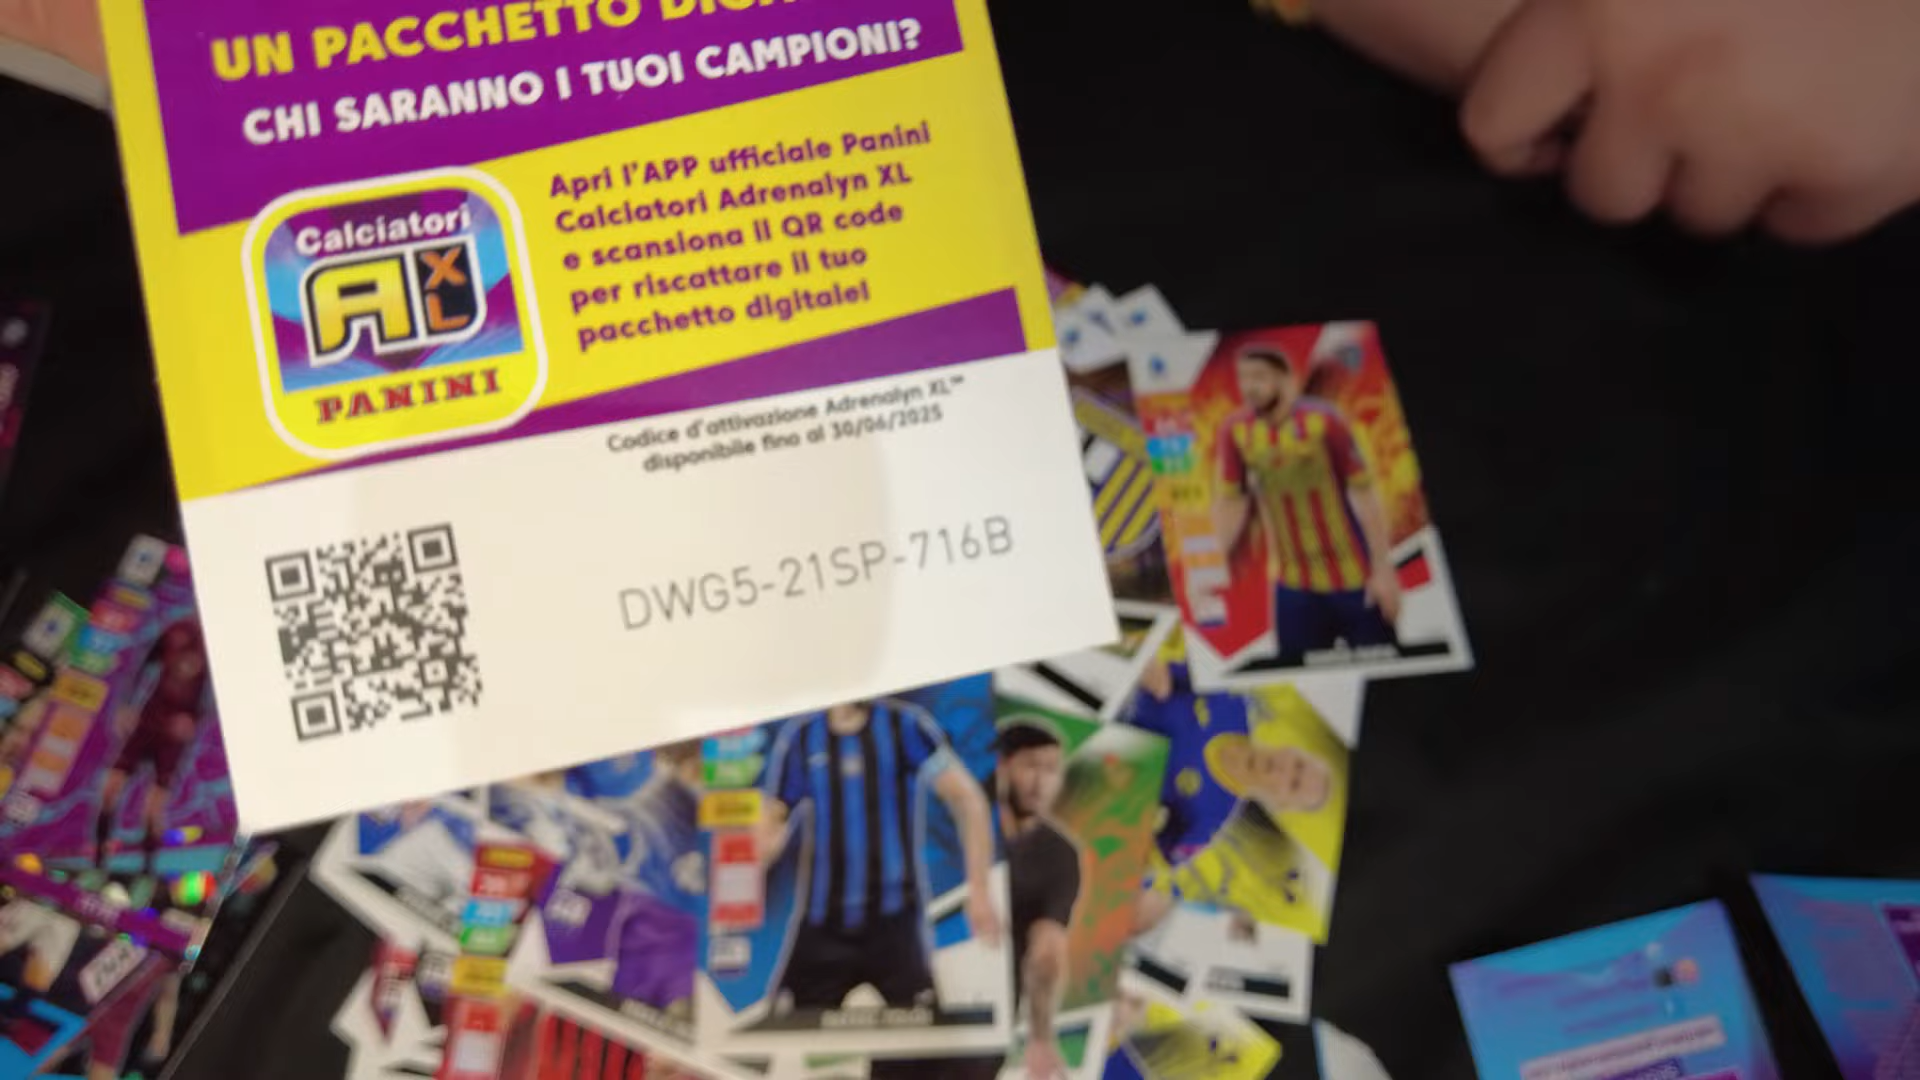 UN PACCHETTO
CHI SARANNO I TUOI CAMPIONI?
Apri l'APP ufficiale Panini
Calciatori Adrenalyn XL
e scansiona il QR code
per riscattare il tuo
pacchetto digitale!
Calciatori
A XL
PANINI
Codice d'attivazione Adrenalyn XL™
disponibile fino al 30/06/2025
DWG5-21SP-716B